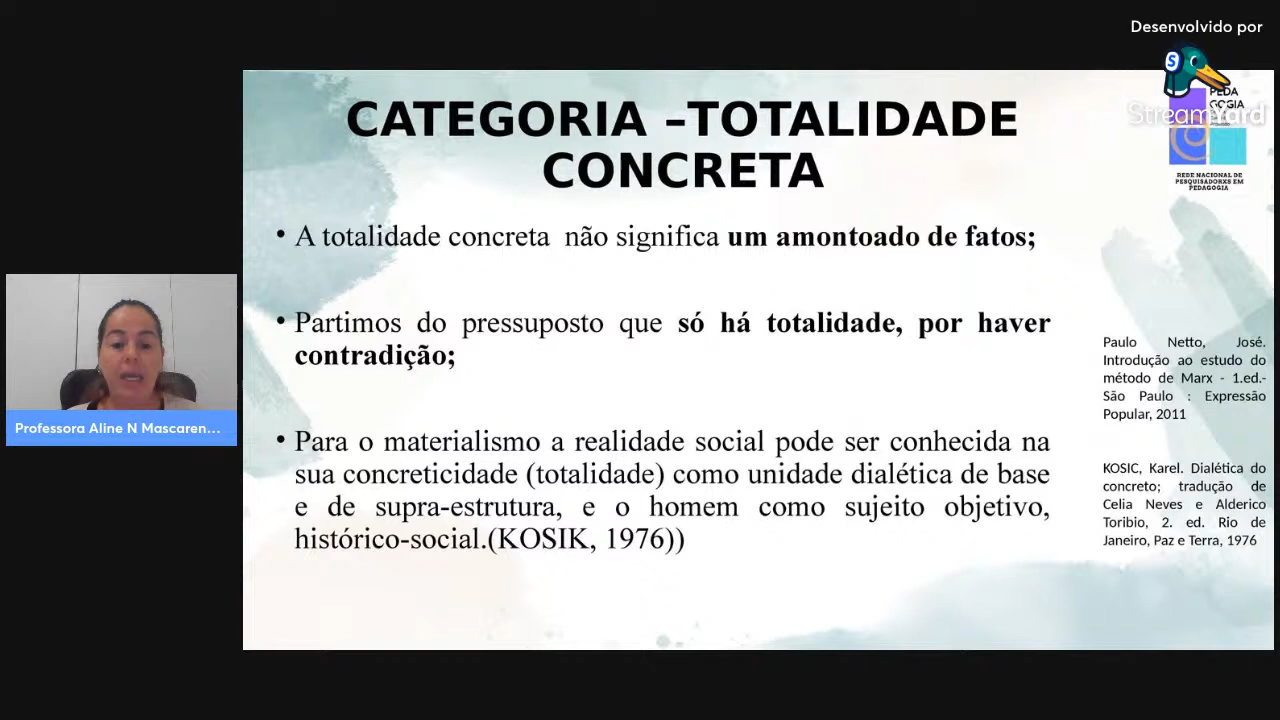 Desenvolvido por
StreamYard
PEDA
GOGIA
REDE NACIONAL DE
PESQUISADORXS EM
PEDAGOGIA
CATEGORIA –TOTALIDADE
CONCRETA
• A totalidade concreta não significa um amontoado de fatos;
• Partimos do pressuposto que só há totalidade, por haver
contradição;
• Para o materialismo a realidade social pode ser conhecida na
sua concreticidade (totalidade) como unidade dialética de base
e de supra-estrutura, e o homem como sujeito objetivo,
histórico-social.(KOSIK, 1976))
Paulo Netto, José.
Introdução ao estudo do
método de Marx - 1.ed.-
São Paulo : Expressão
Popular, 2011
KOSIC, Karel. Dialética do
concreto; tradução de
Celia Neves e Alderico
Toribio, 2. ed. Rio de
Janeiro, Paz e Terra, 1976
Professora Aline N Mascaren...